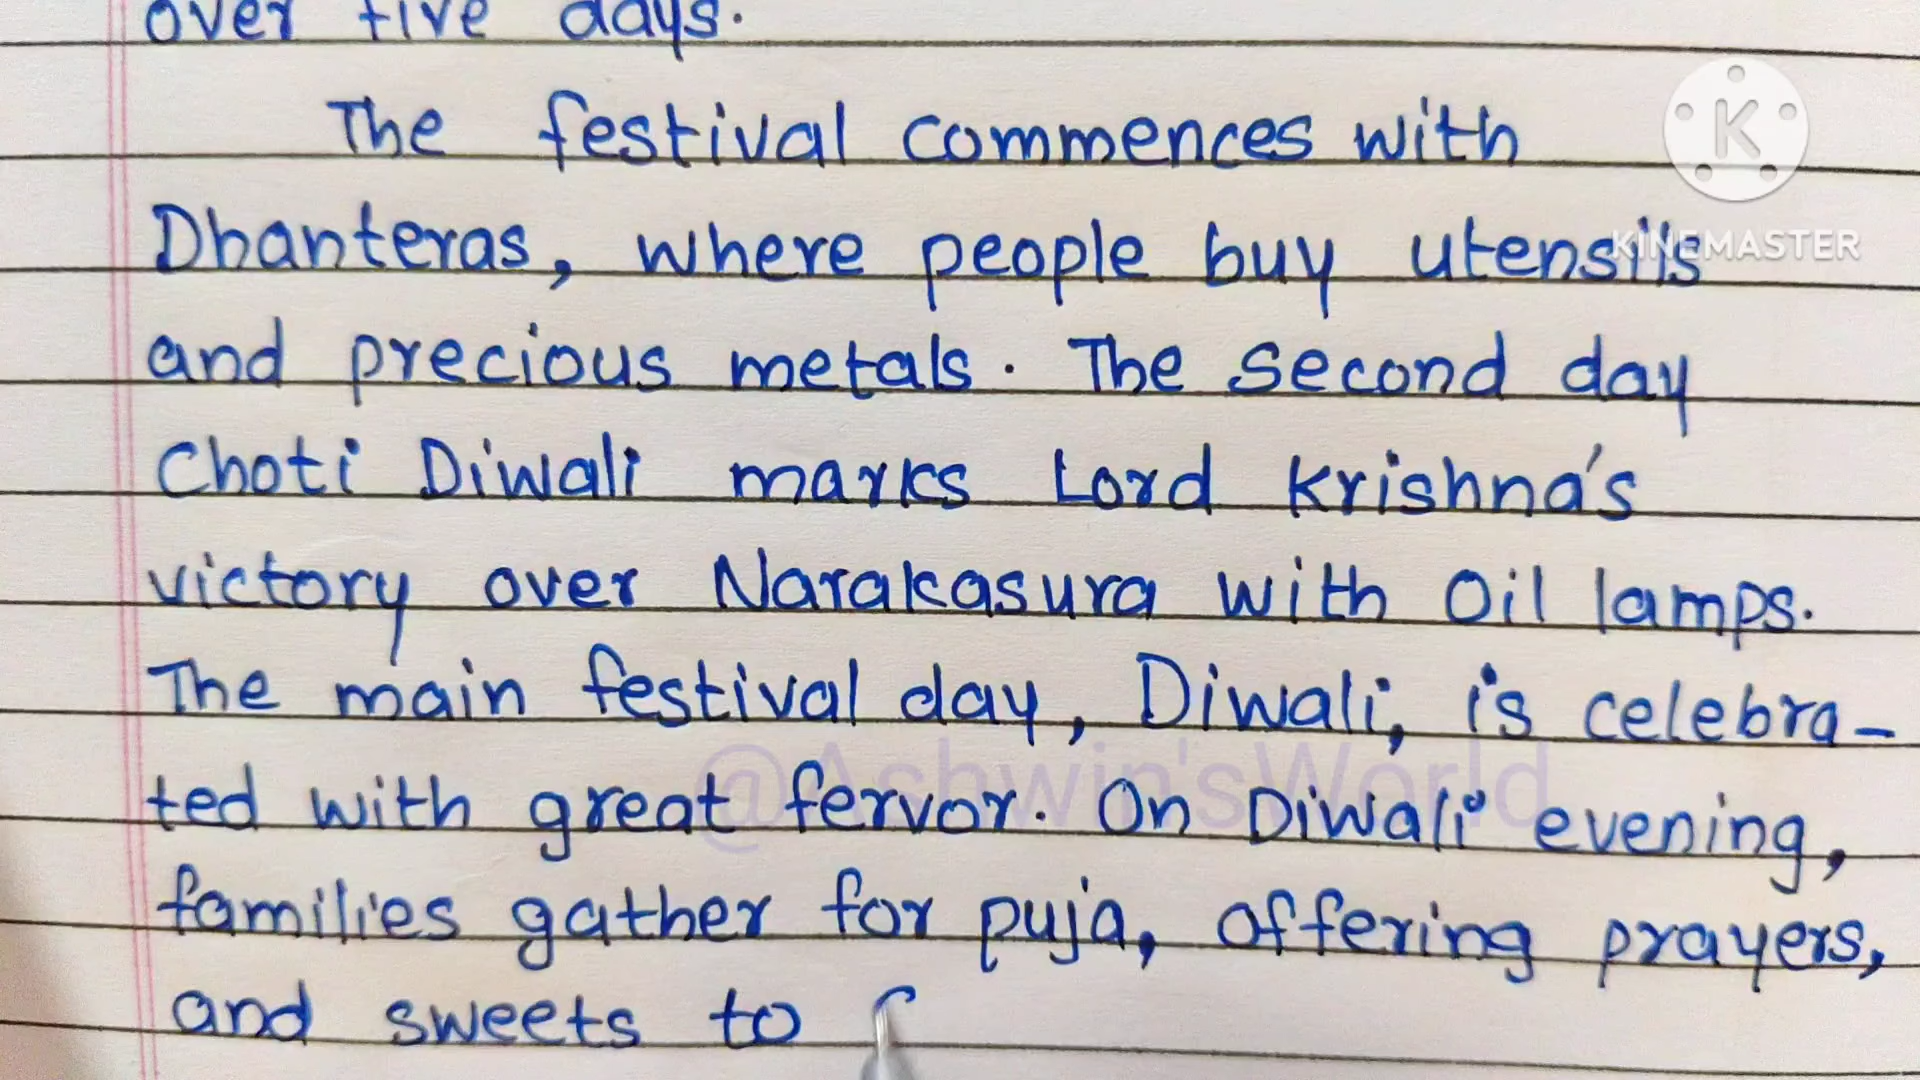 over five days.
The festival commences with
Dhanteras, where people buy utensils
and precious metals. The second day
Choti Diwali marks Lord Krishna's
victory over Narakasura with Oil lamps.
The main festival day, Diwali, is celebra-
ted with great fervor. On Diwali evening,
families gather for puja, offering prayers,
and sweets to
K
KINEMASTER
@Ashwin'sWorld